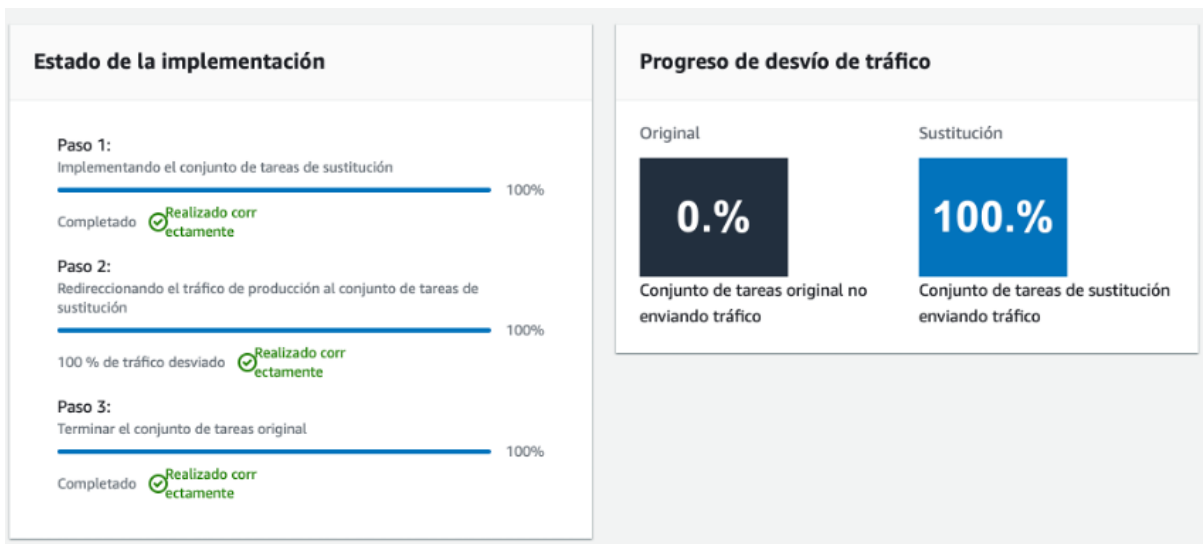 Estado de la implementación
Paso 1:
Implementando el conjunto de tareas de sustitución
100%
Completado
Realizado corr
ectamente
Paso 2:
Redireccionando el tráfico de producción al conjunto de tareas de
sustitución
100%
100 % de tráfico desviado
Realizado corr
ectamente
Paso 3:
Terminar el conjunto de tareas original
100%
Completado
Realizado corr
ectamente
Progreso de desvío de tráfico
Original
0.%
Conjunto de tareas original no
enviando tráfico
Sustitución
100.%
Conjunto de tareas de sustitución
enviando tráfico